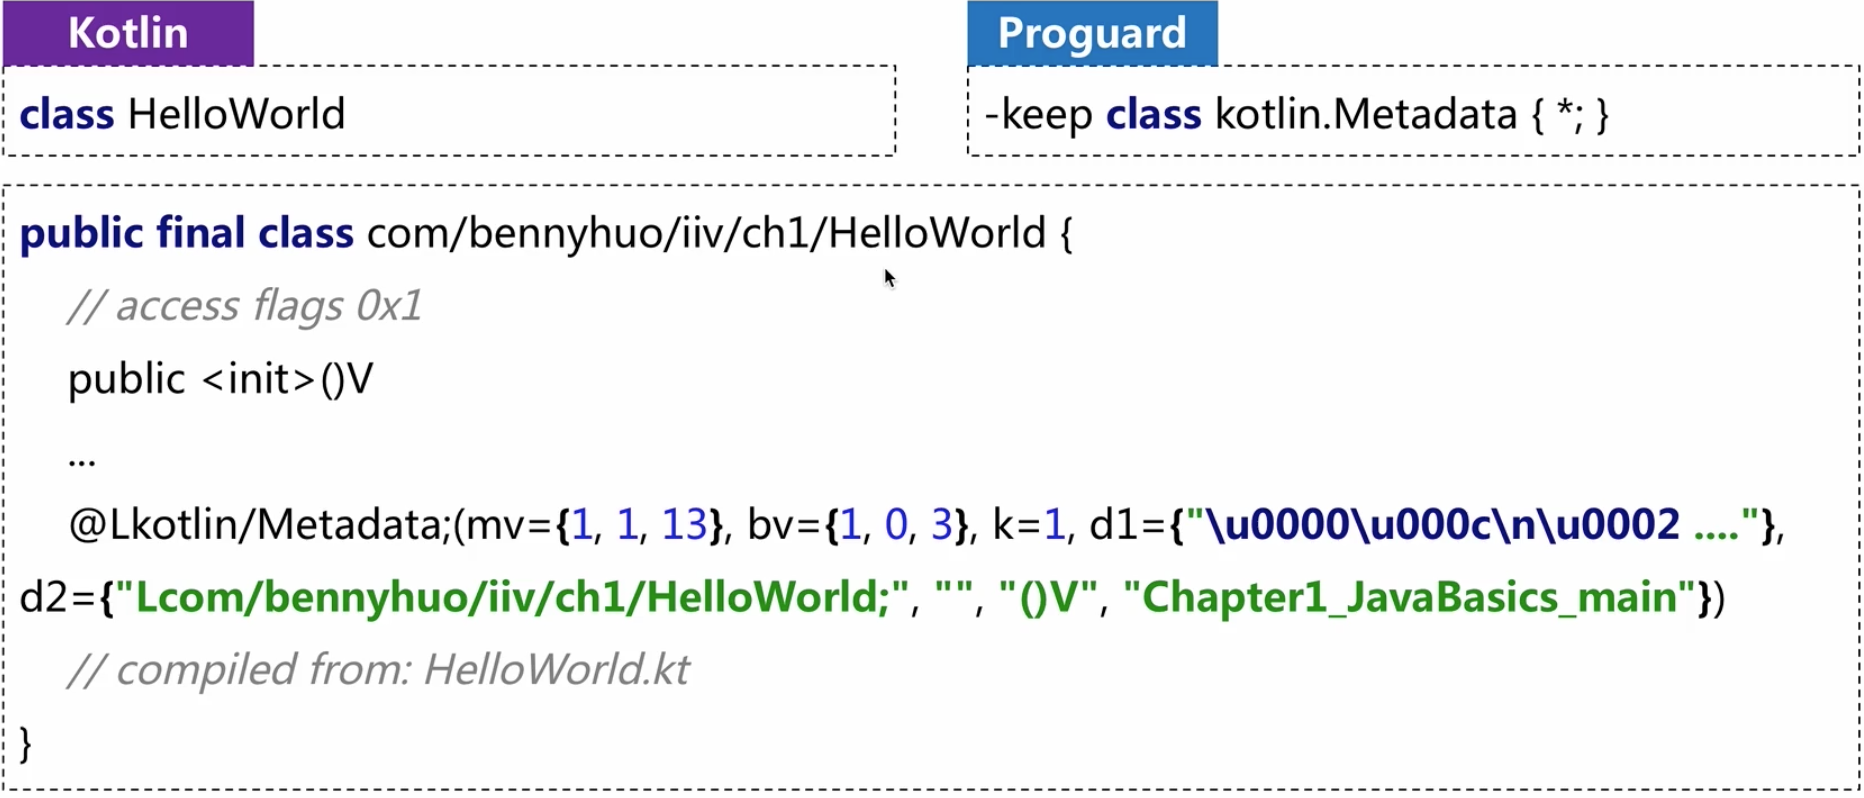 Kotlin
class HelloWorld
Proguard
-keep class kotlin.Metadata { *; }
public final class com/bennyhuo/iiv/ch1/HelloWorld {
// access flags 0x1
public <init>()V
...
@Lkotlin/Metadata;(mv={1, 1, 13}, bv={1, 0, 3}, k=1, d1={"\u0000\u000c\n\u0002 ...."},
d2={"Lcom/bennyhuo/iiv/ch1/HelloWorld;", "", "()V", "Chapter1_JavaBasics_main"})
// compiled from: HelloWorld.kt
}